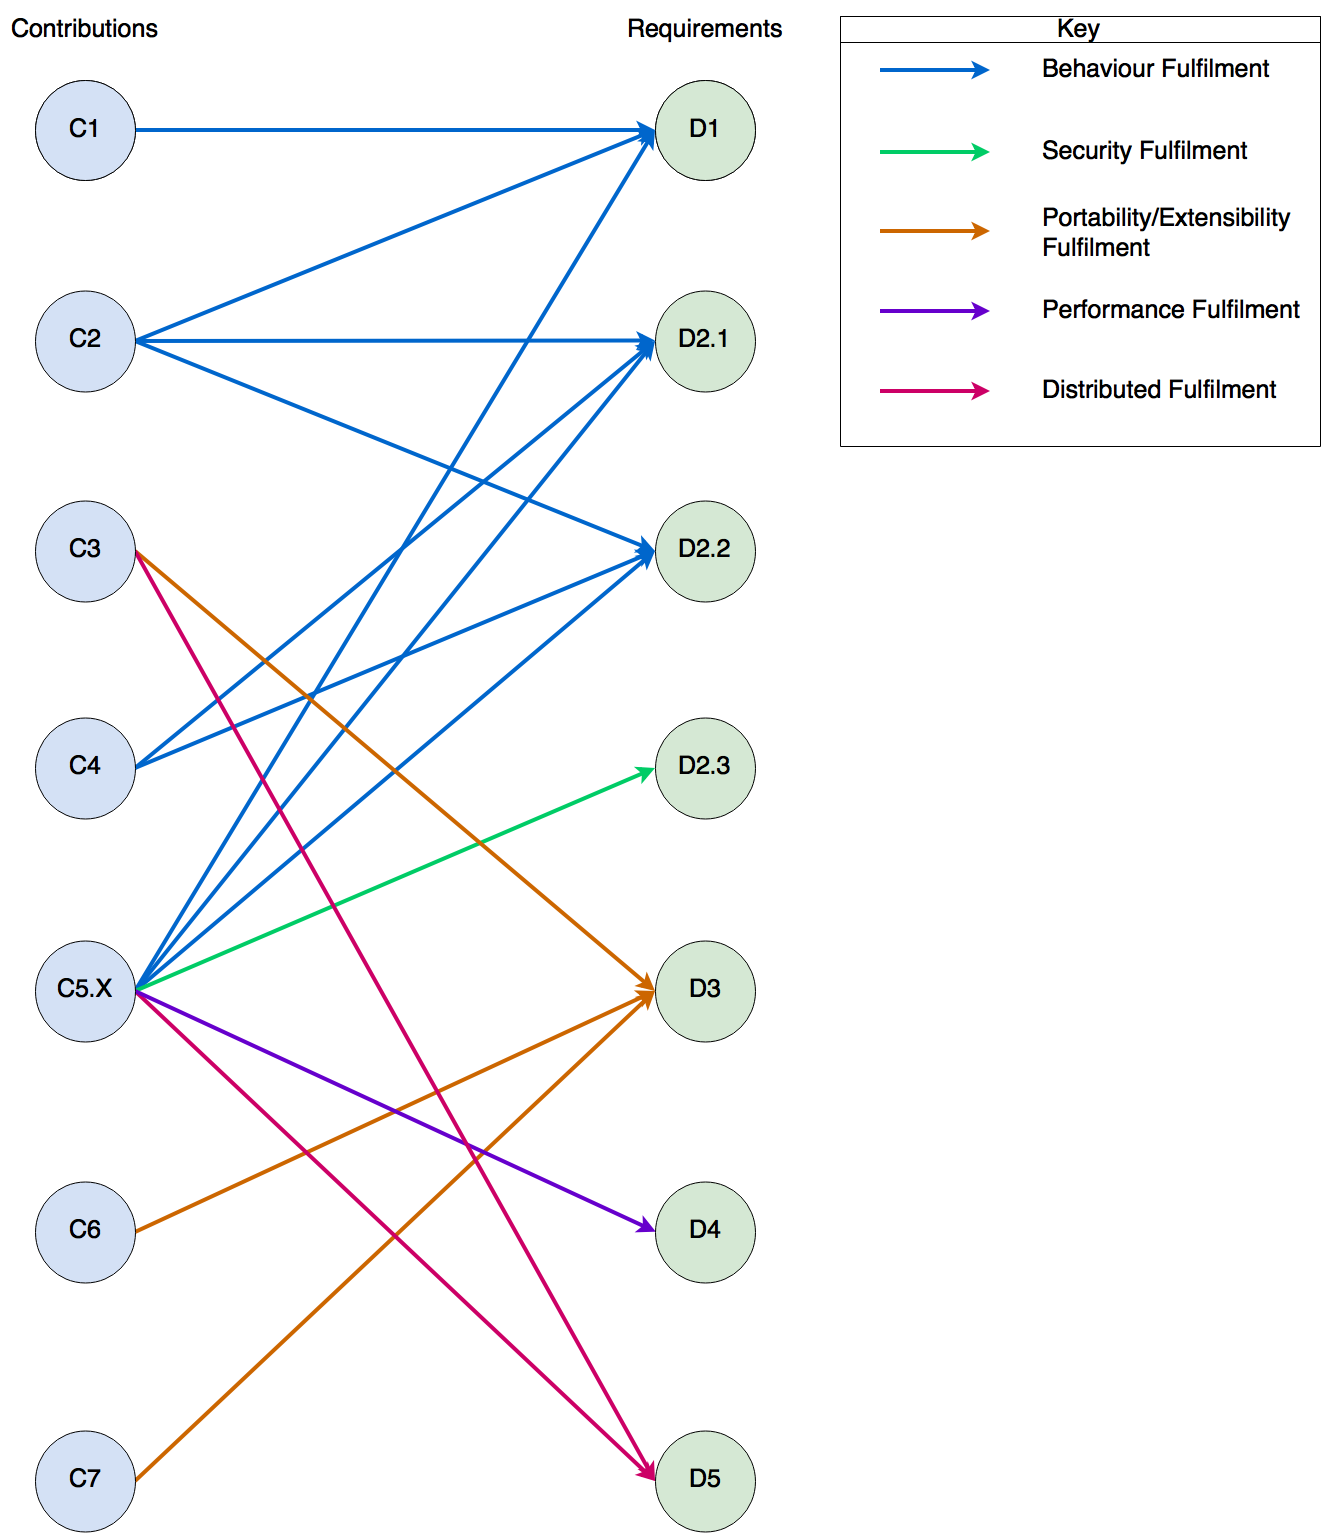 Contributions
Requirements
Key
C1
D1
Behaviour Fulfilment
Security Fulfilment
Portability/Extensibility
Fulfilment
Performance Fulfilment
Distributed Fulfilment
C2
D2.1
C3
D2.2
C4
D2.3
C5.X
D3
C6
D4
C7
D5